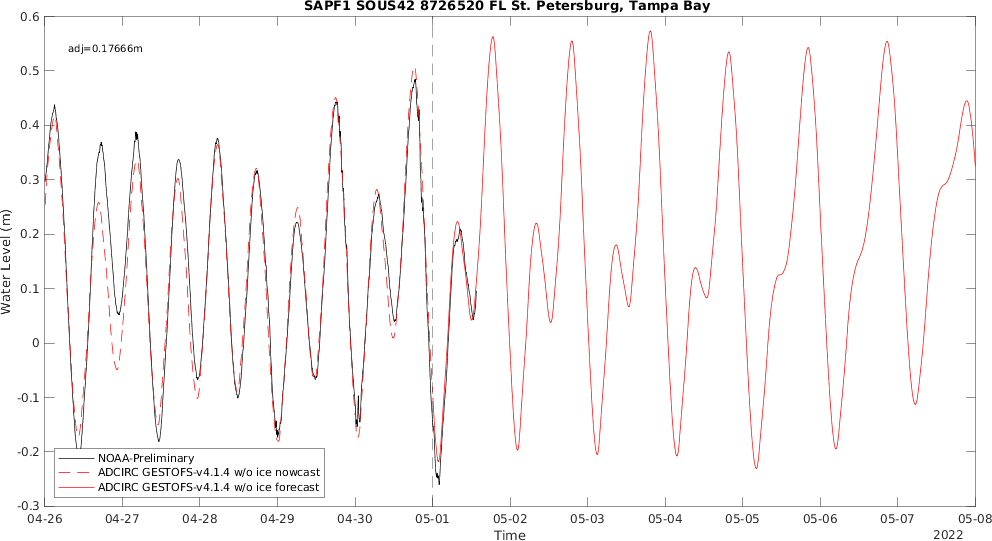 SAPF1 SOUS42 8726520 FL St. Petersburg, Tampa Bay
adj=0.17666m
0.6
0.5
0.4
0.3
0.2
0.1
0
-0.1
-0.2
-0.3
Water Level (m)
NOAA-Preliminary
ADCIRC GESTOFS-v4.1.4 w/o ice nowcast
ADCIRC GESTOFS-v4.1.4 w/o ice forecast
04-26 04-27 04-28 04-29 04-30 05-01 05-02 05-03 05-04 05-05 05-06 05-07 05-08
Time
2022